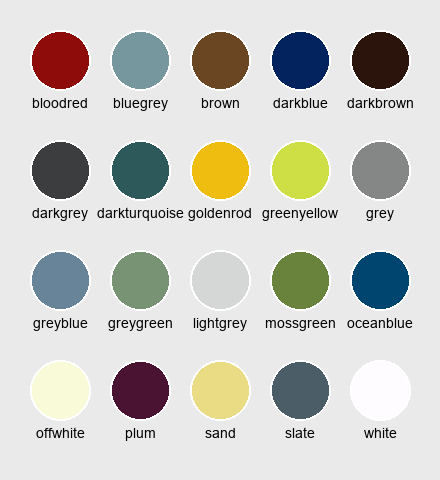 bloodred bluegrey brown darkblue darkbrown
darkgrey darkturquoise goldenrod greenyellow grey
greyblue greygreen lightgrey mossgreen oceanblue
offwhite plum sand slate white